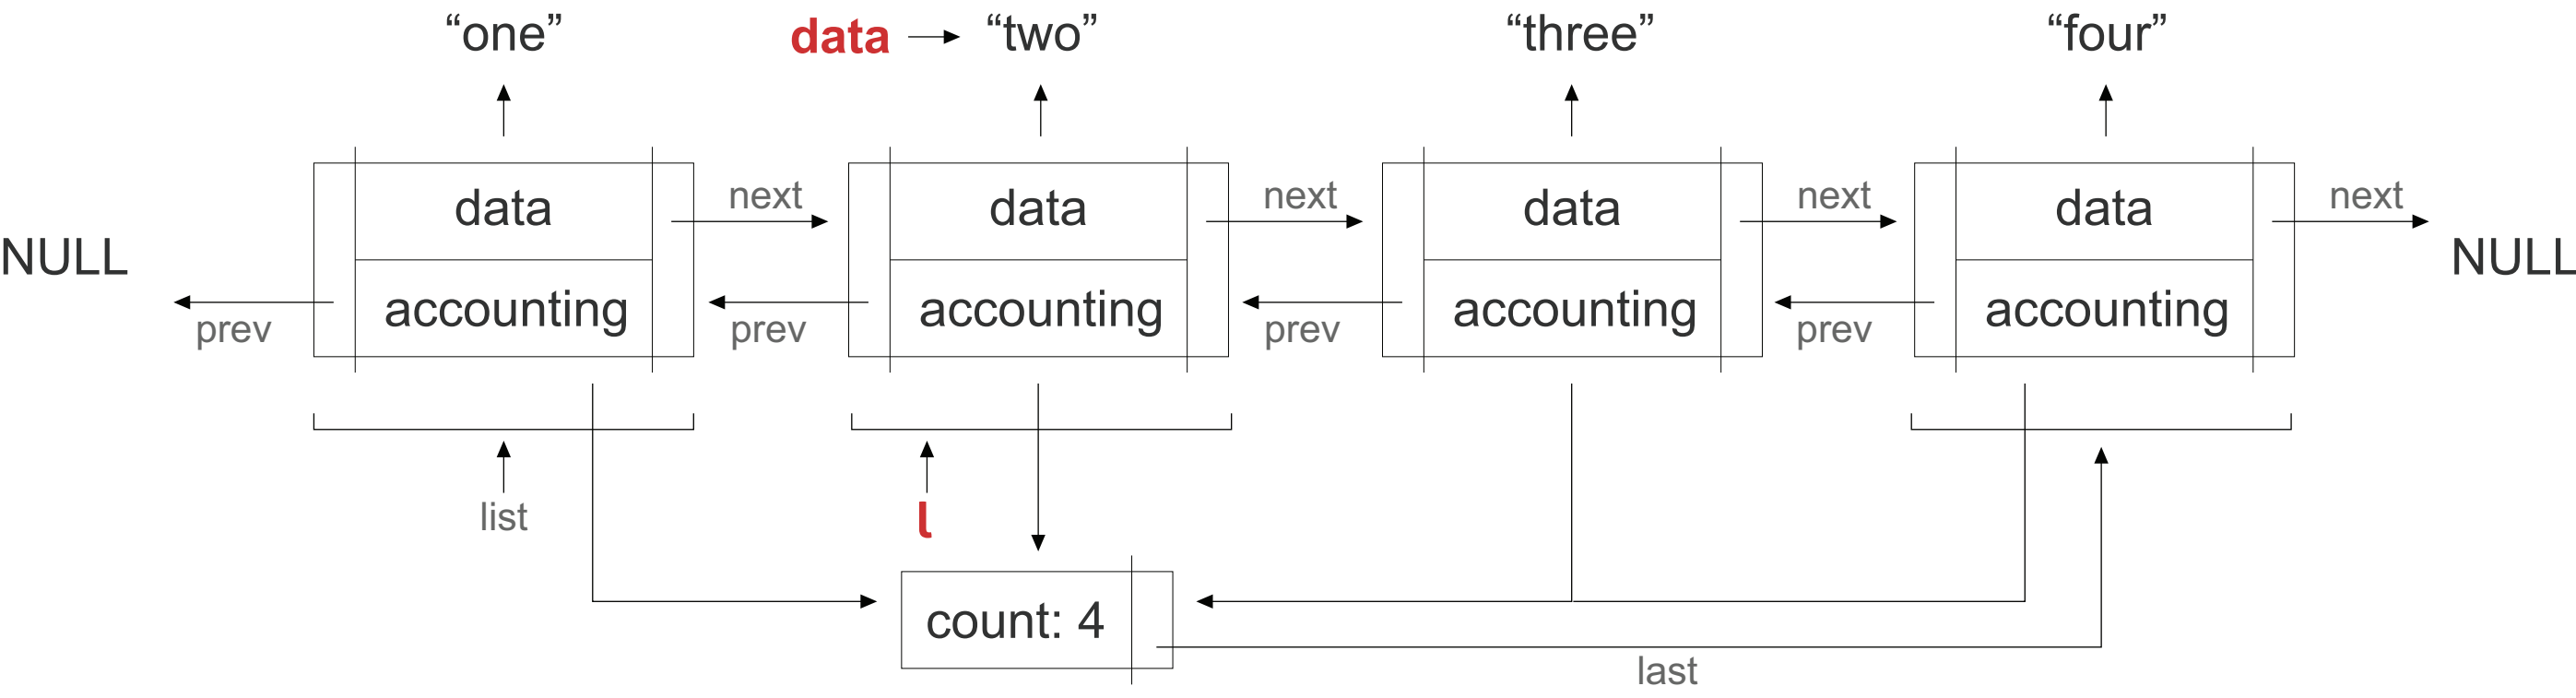 “one”
data
“two”
“three”
“four”
data
next
data
next
data
next
data
next
NULL
NULL
prev
accounting
prev
accounting
prev
accounting
prev
accounting
list
l
count: 4
last